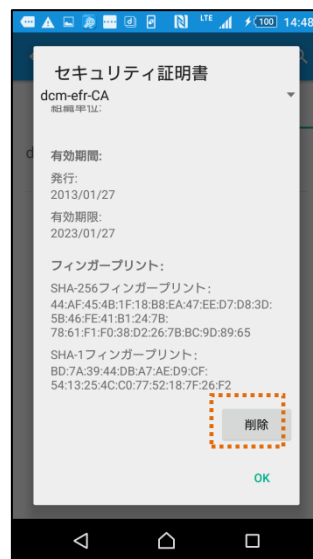 LTE 100 14:48
セキュリティ証明書
dcm-efr-CA
組織単位:
有効期間:
発行:
2013/01/27
有効期限:
2023/01/27
フィンガープリント:
SHA-256フィンガープリント:
44:AF:45:4B:1F:18:B8:EA:47:EE:D7:D8:3D:
5B:46:FE:41:B1:24:7B:
78:61:F1:F0:38:D2:26:7B:BC:9D:89:65
SHA-1フィンガープリント:
BD:7A:39:44:DB:A7:AE:D9:CF:
54:13:25:4C:C0:77:52:18:7F:26:F2
削除
OK